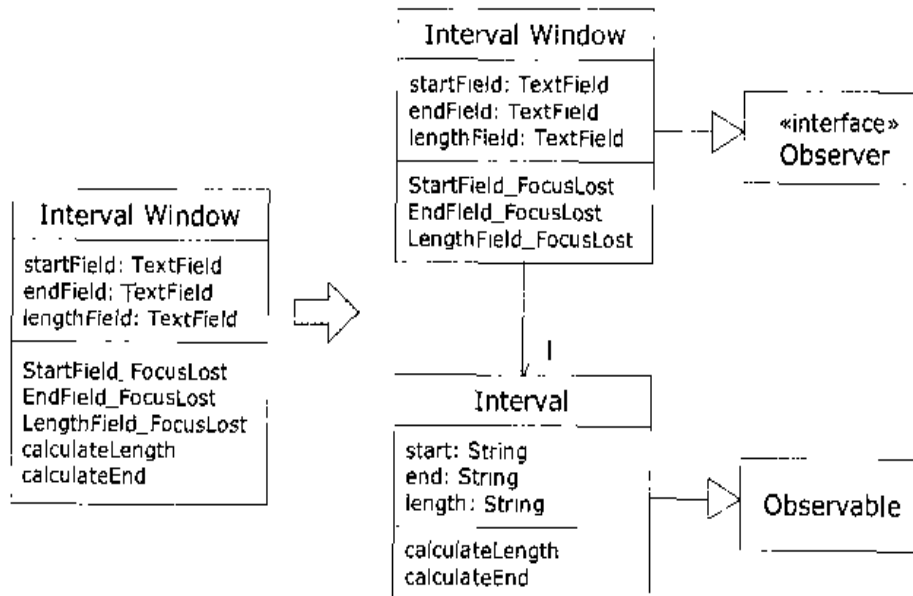 Interval Window
startField: TextField
endField: TextField
lengthField: TextField
StartField_FocusLost
EndField_FocusLost
LengthField_FocusLost
calculateLength
calculateEnd
Interval Window
startField: TextField
endField: TextField
lengthField: TextField
StartField_FocusLost
EndField_FocusLost
LengthField_FocusLost
«interface»
Observer
1
Interval
start: String
end: String
length: String
calculateLength
calculateEnd
Observable